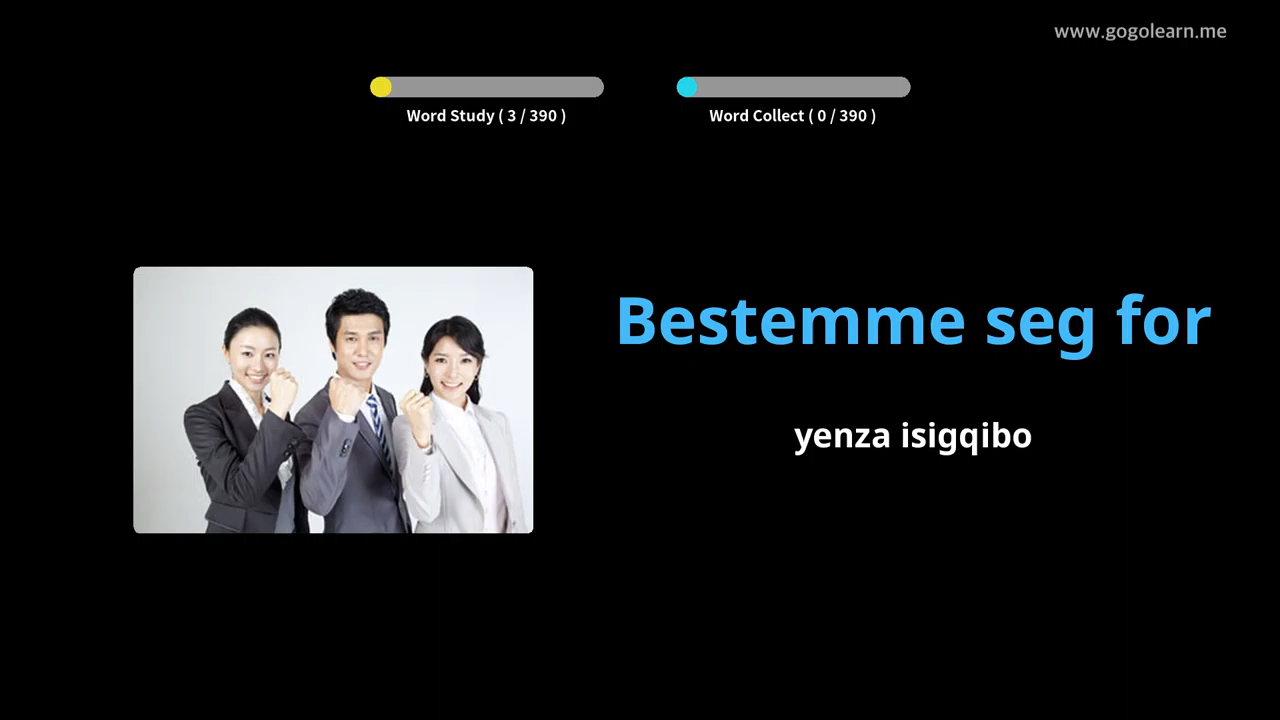 www.gogolearn.me
Word Study ( 3 / 390 )
Word Collect ( 0 / 390 )
Bestemme seg for
yenza isigqibo